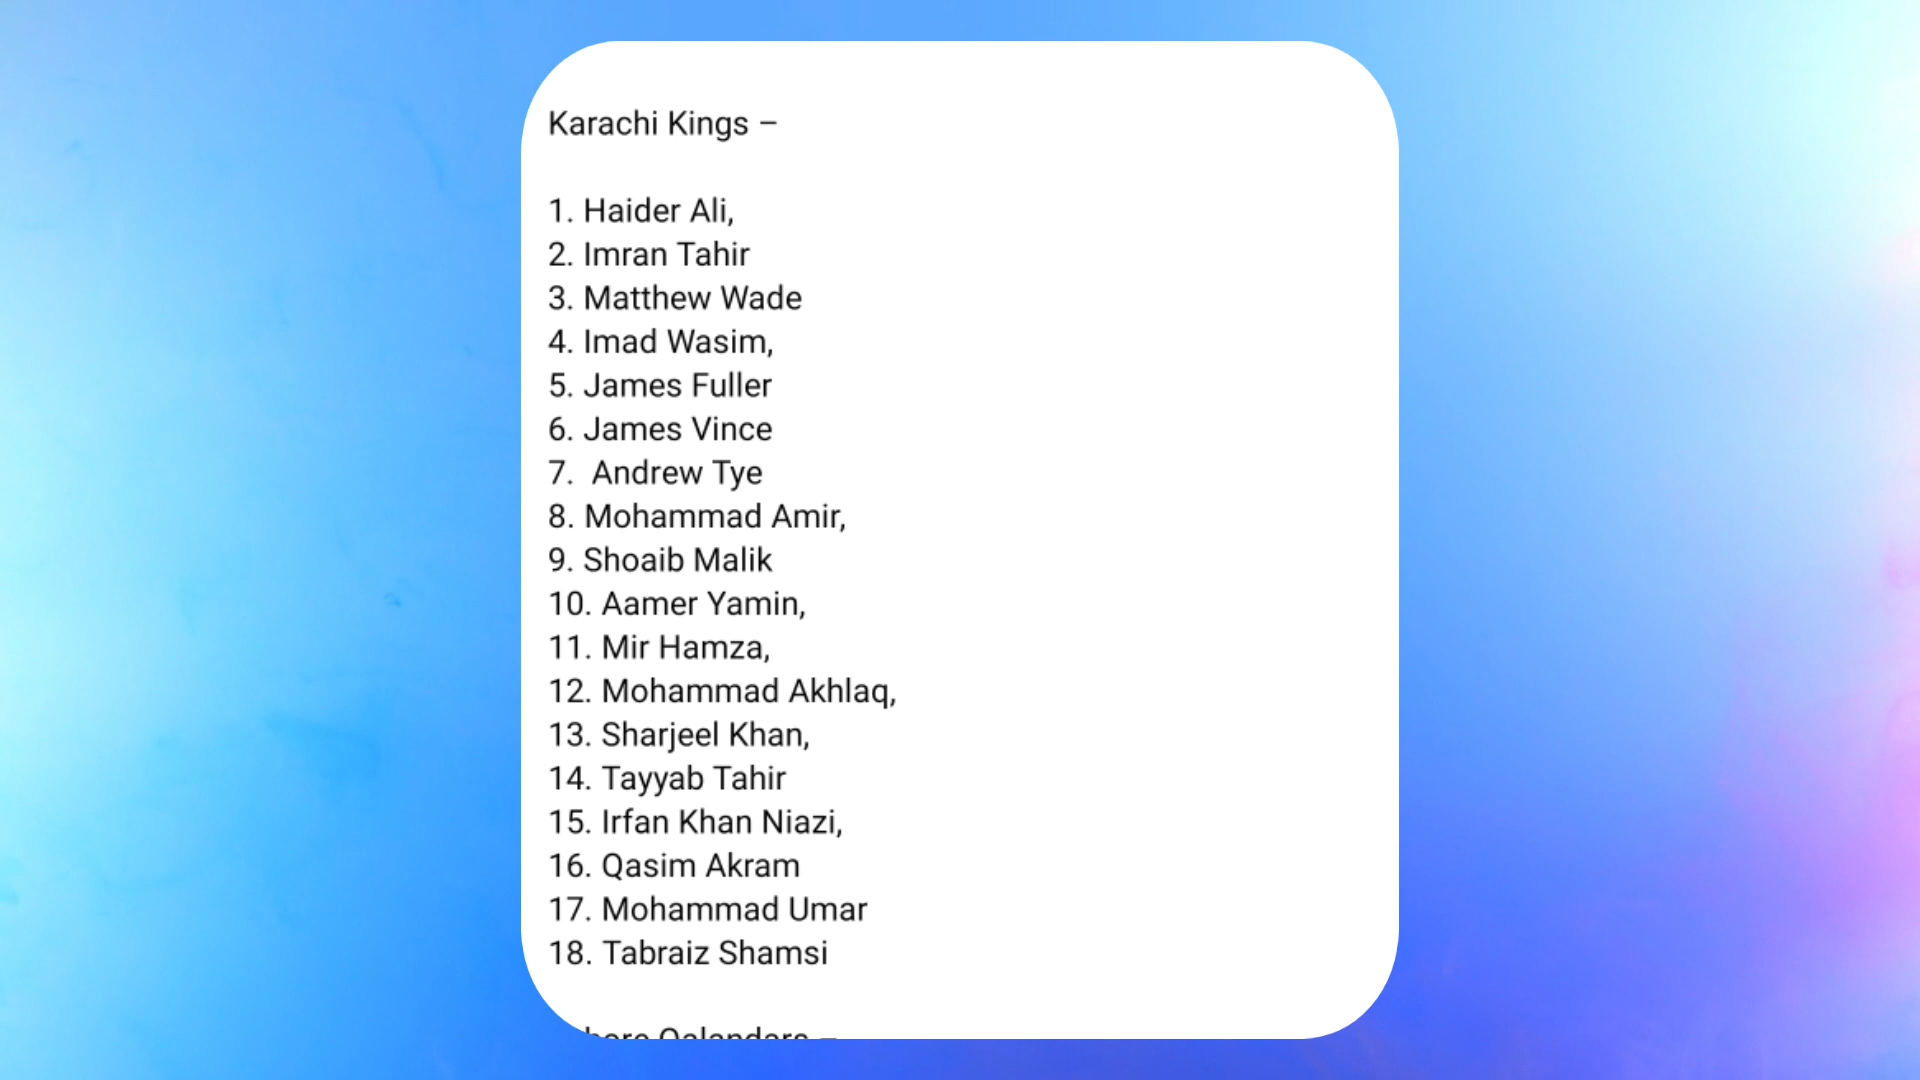 Karachi Kings –
1. Haider Ali,
2. Imran Tahir
3. Matthew Wade
4. Imad Wasim,
5. James Fuller
6. James Vince
7.  Andrew Tye
8. Mohammad Amir,
9. Shoaib Malik
10. Aamer Yamin,
11. Mir Hamza,
12. Mohammad Akhlaq,
13. Sharjeel Khan,
14. Tayyab Tahir
15. Irfan Khan Niazi,
16. Qasim Akram
17. Mohammad Umar
18. Tabraiz Shamsi
Qalandars –